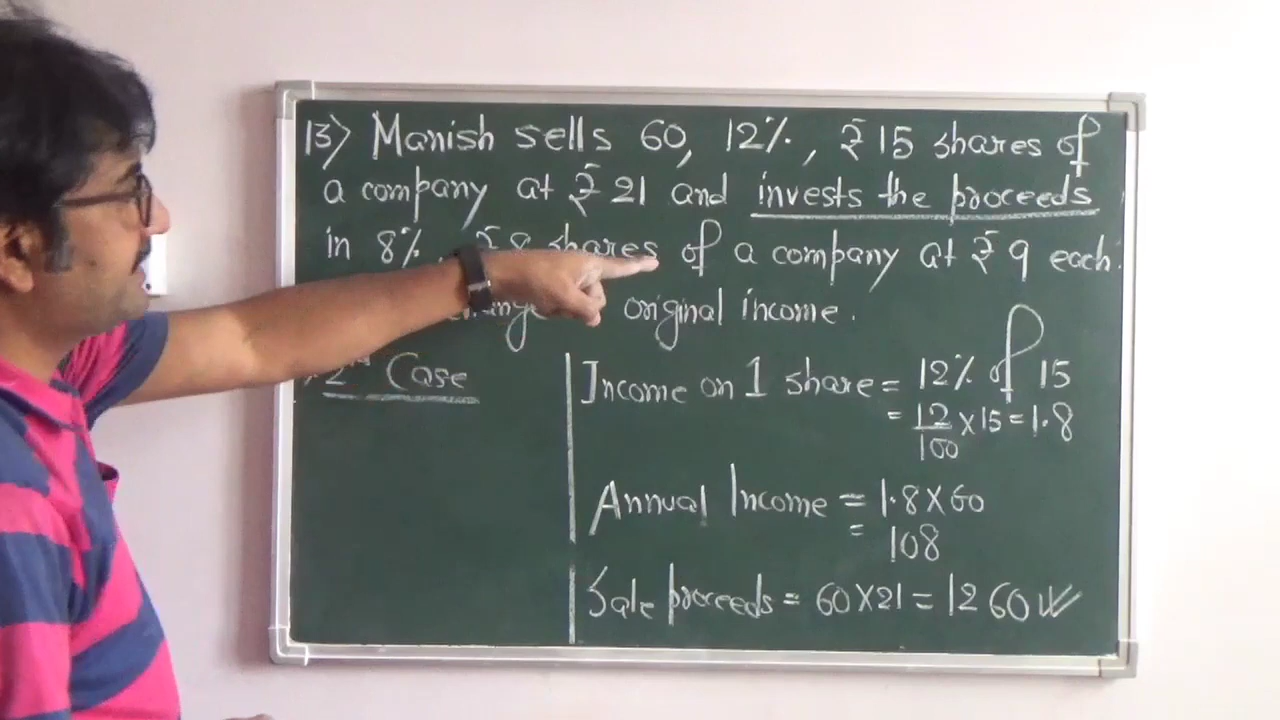 13) Manish sells 60, 12%, ₹ 15 shares of
a company at ₹ 21 and invests the proceeds
in 8%, ₹ 8 shares of a company at ₹ 9 each.
original income.
2nd Case
Income on 1 share = 12% of 15
= 12/100 x 15 = 1.8
Annual Income = 1.8 X 60
= 108
Sale proceeds = 60 X 21 = 1260